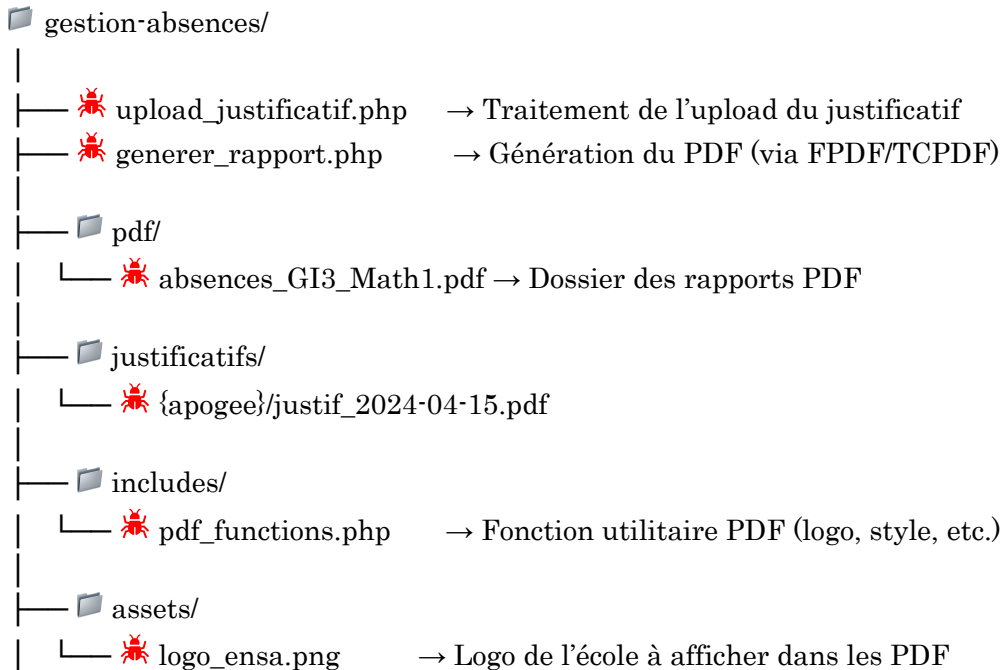 gestion-absences/
upload_justificatif.php → Traitement de l’upload du justificatif
generer_rapport.php → Génération du PDF (via FPDF/TCPDF)
pdf/
absences_GI3_Math1.pdf → Dossier des rapports PDF
justificatifs/
{apogee}/justif_2024-04-15.pdf
includes/
pdf_functions.php → Fonction utilitaire PDF (logo, style, etc.)
assets/
logo_ensa.png → Logo de l’école à afficher dans les PDF